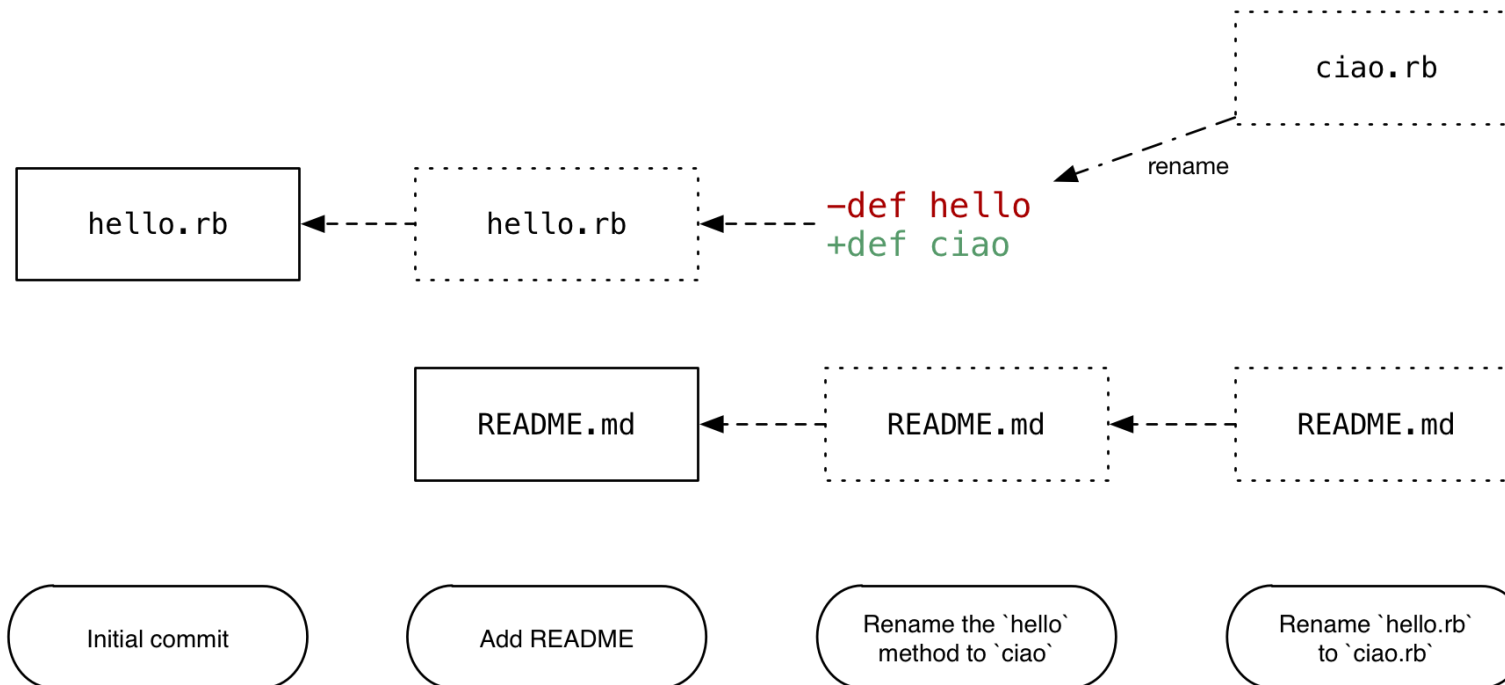 ciao.rb
rename
hello.rb
hello.rb
−def hello
+def ciao
README.md
README.md
README.md
Initial commit
Add README
Rename the `hello`
method to `ciao`
Rename `hello.rb`
to `ciao.rb`